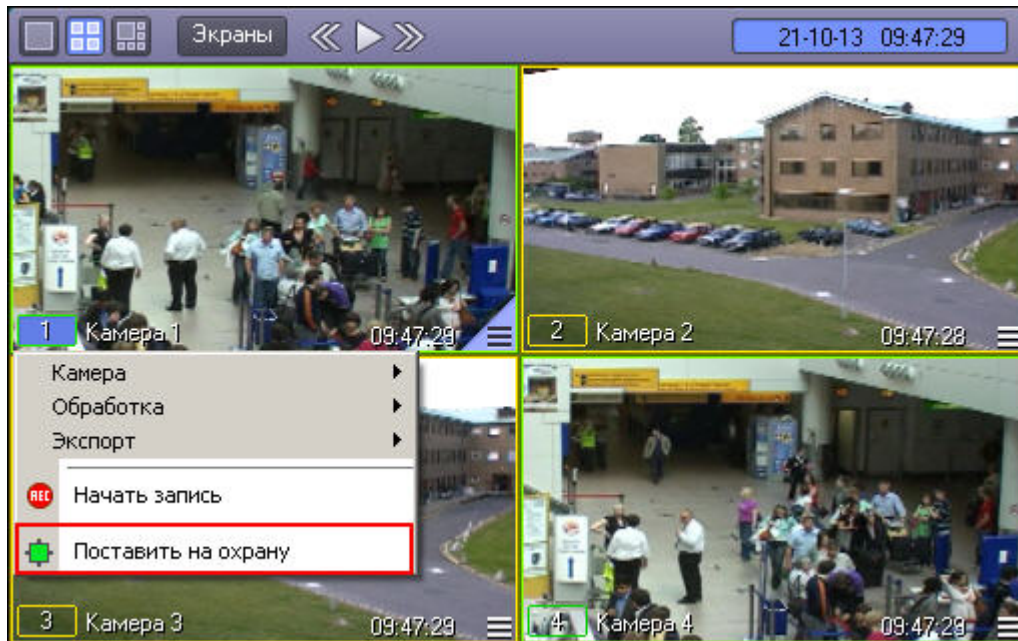 Экраны
21-10-13 09:47:29
1 Камера 1 09:47:29
2 Камера 2 09:47:28
Камера
Обработка
Экспорт
REC Начать запись
Поставить на охрану
3 Камера 3 09:47:29
4 Камера 4 09:47:29